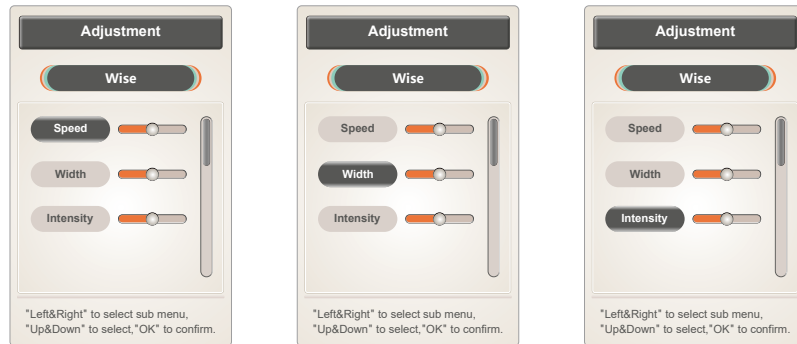 Adjustment
Wise
Speed
Width
Intensity
"Left&Right" to select sub menu,
"Up&Down" to select,"OK" to confirm.
Adjustment
Wise
Speed
Width
Intensity
"Left&Right" to select sub menu,
"Up&Down" to select,"OK" to confirm.
Adjustment
Wise
Speed
Width
Intensity
"Left&Right" to select sub menu,
"Up&Down" to select,"OK" to confirm.